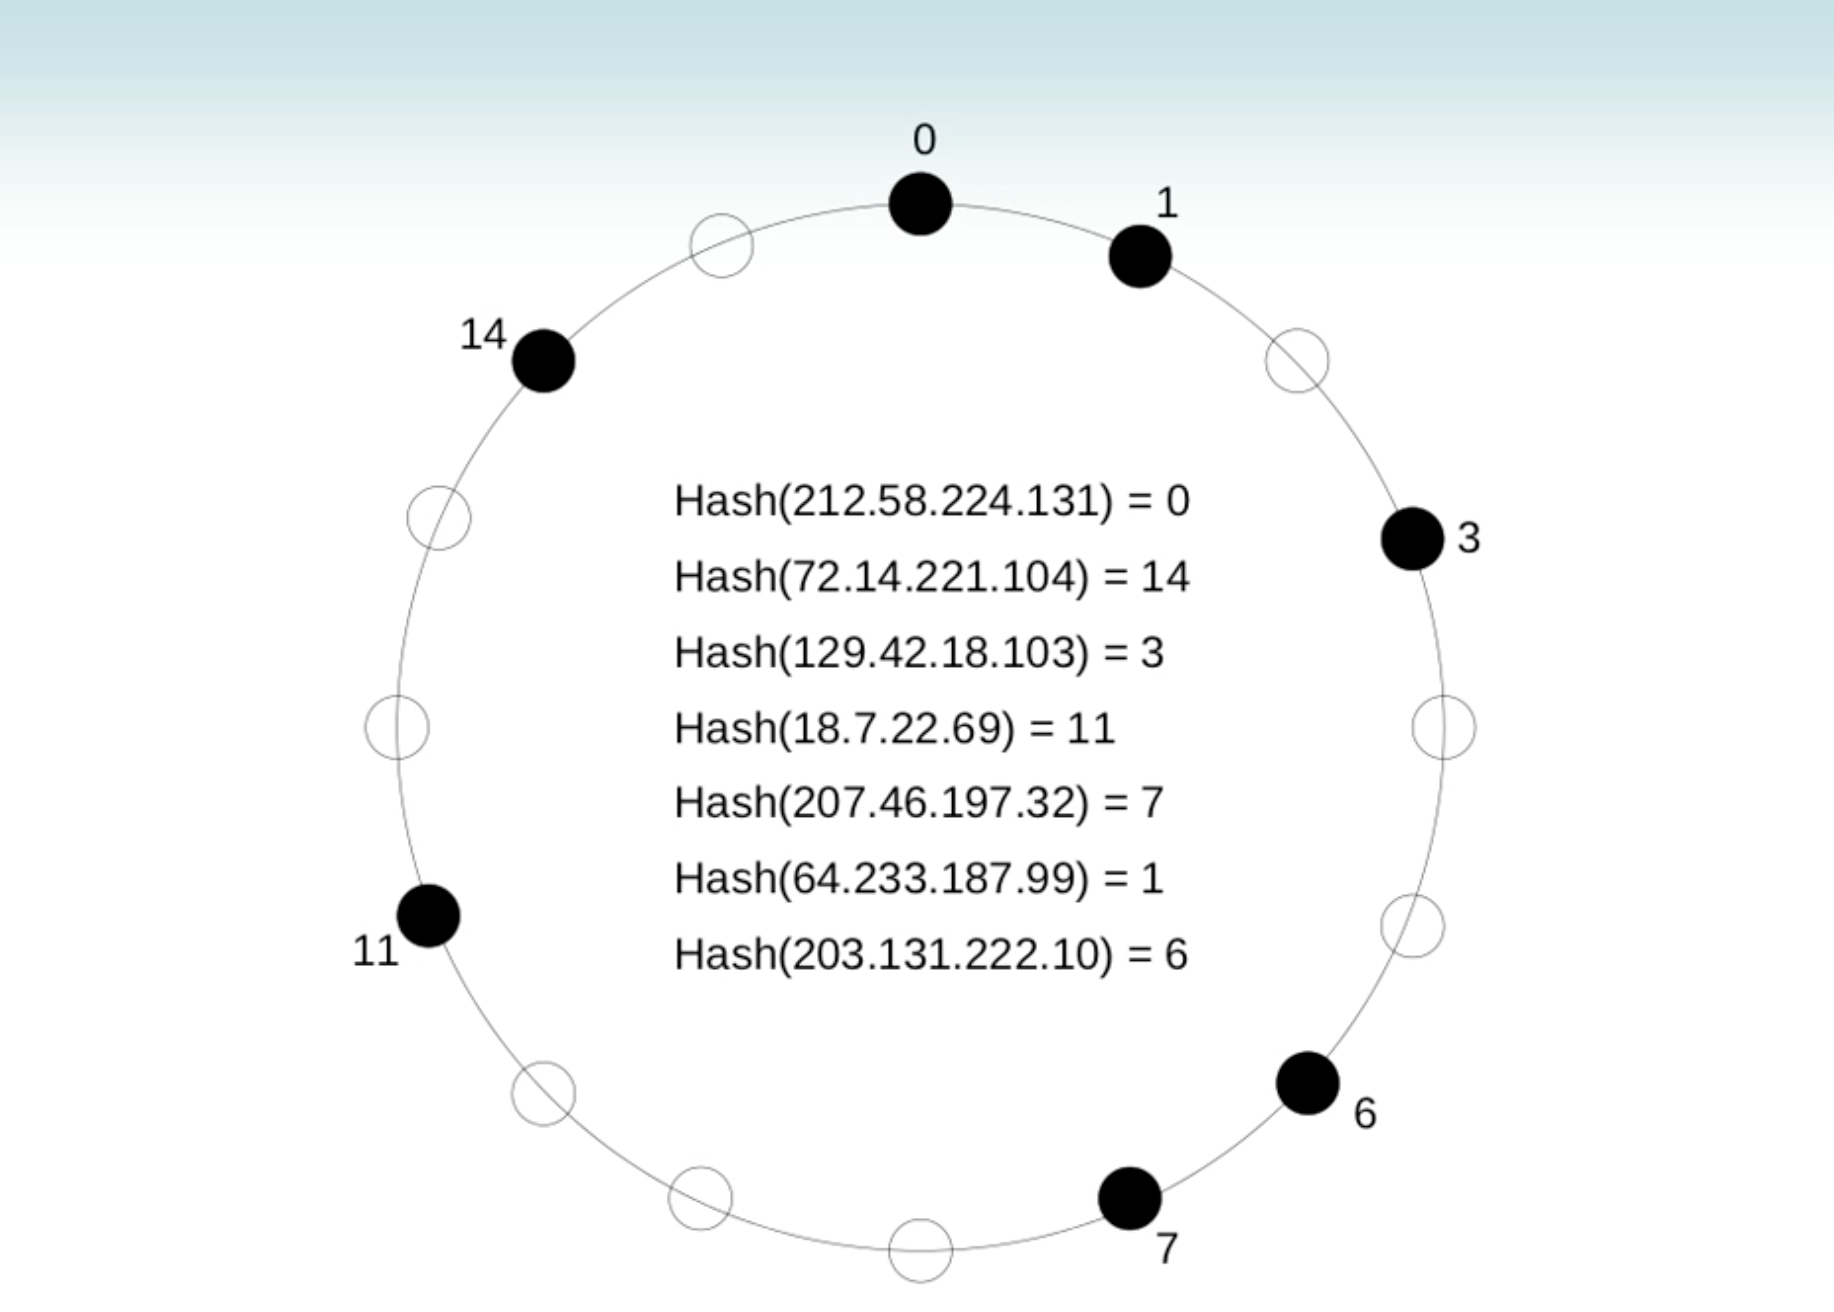 0
1
14
3
Hash(212.58.224.131) = 0
Hash(72.14.221.104) = 14
Hash(129.42.18.103) = 3
Hash(18.7.22.69) = 11
Hash(207.46.197.32) = 7
Hash(64.233.187.99) = 1
Hash(203.131.222.10) = 6
11
6
7